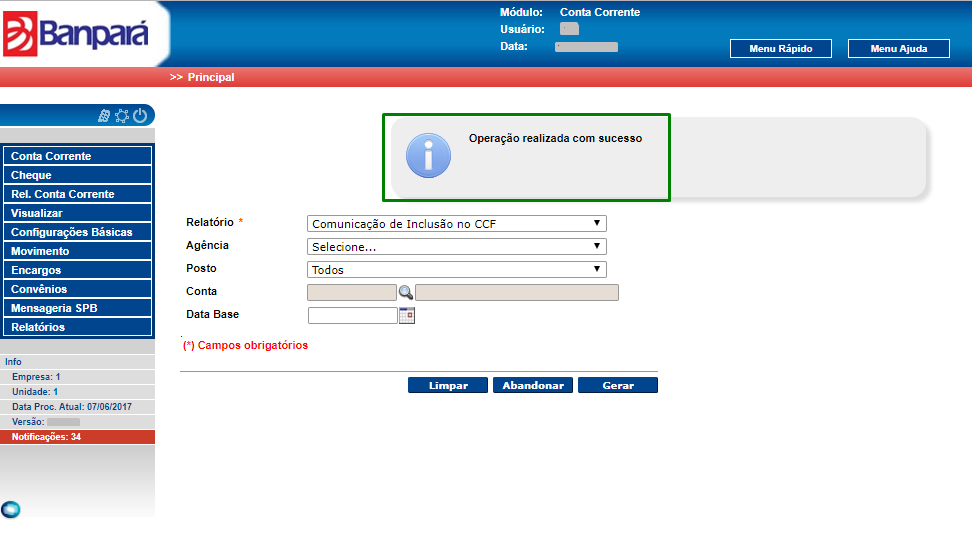 Banpará
Módulo: Conta Corrente
Usuário:
Data:
Menu Rápido
Menu Ajuda
>> Principal
Conta Corrente
Cheque
Rel. Conta Corrente
Visualizar
Configurações Básicas
Movimento
Encargos
Convênios
Mensageria SPB
Relatórios
Info
Empresa: 1
Unidade: 1
Data Proc. Atual: 07/06/2017
Versão:
Notificações: 34
Operação realizada com sucesso
Relatório * Comunicação de Inclusão no CCF
Agência Selecione...
Posto Todos
Conta
Data Base
(*) Campos obrigatórios
Limpar Abandonar Gerar